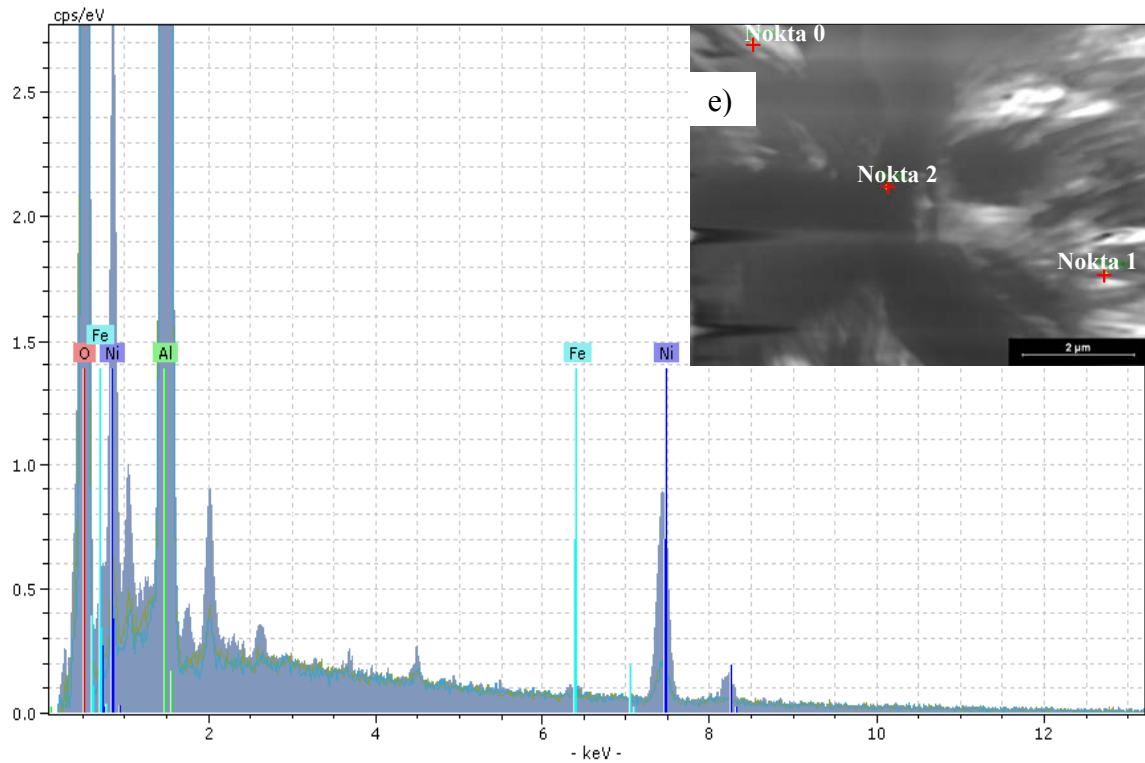 cps/eV
Nokta 0
e)
2.5
Nokta 2
2.0
Nokta 1
2 µm
1.5
Fe
O Ni Al Fe Ni
1.0
0.5
0.0
2 4 6 8 10 12
- keV -